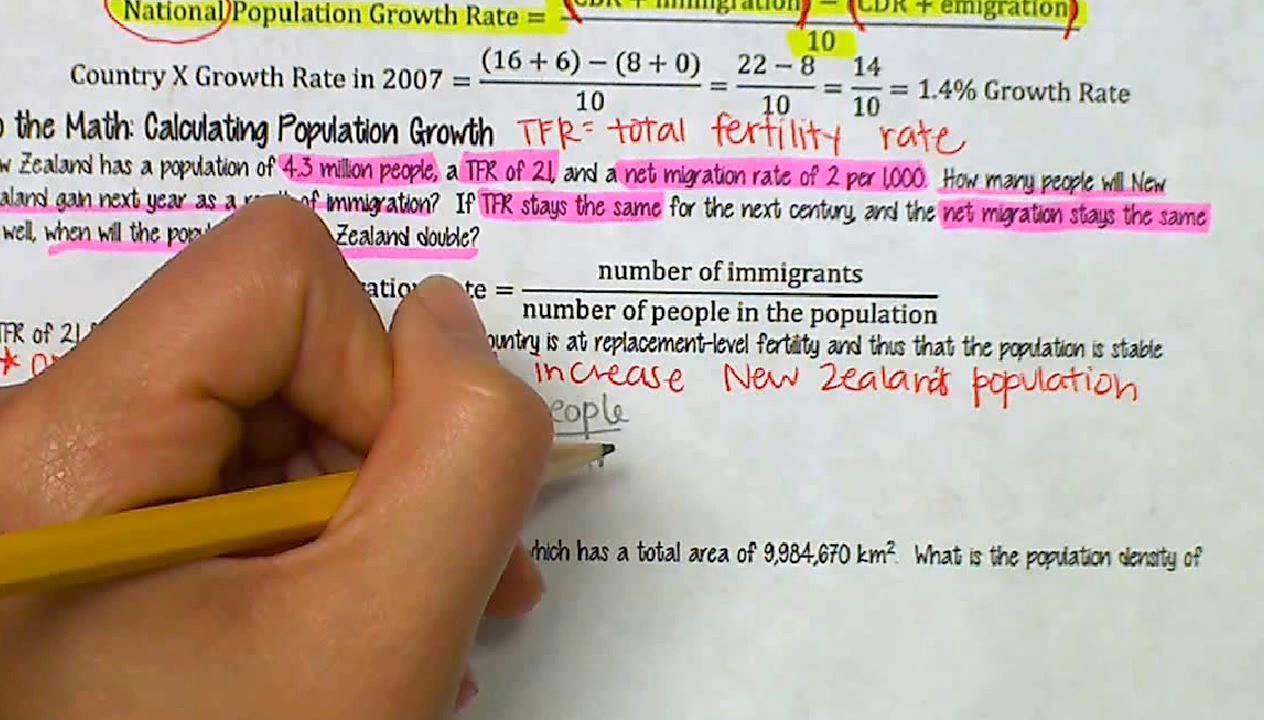 National Population Growth Rate = (CDR + emigration)
10
Country X Growth Rate in 2007 = (16 + 6) − (8 + 0) / 10 = 22 − 8 / 10 = 14 / 10 = 1.4% Growth Rate
the Math: Calculating Population Growth TFR= total fertility rate
Zealand has a population of 4.3 million people, a TFR of 2.1, and a net migration rate of 2 per 1,000. How many people will New
aland gain next year as a of immigration? If TFR stays the same for the next century, and the net migration stays the same
well, when will the Zealand double?
= number of immigrants / number of people in the population
TFR of 2.1 is at replacement-level fertility and thus that the population is stable
increase New Zealand's population
which has a total area of 9,984,670 km². What is the population density of